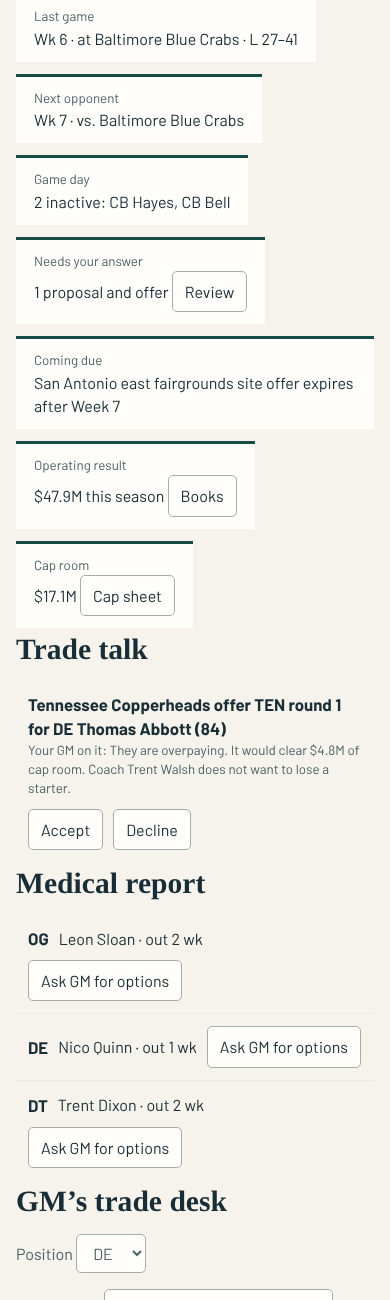 Last game
Wk 6 · at Baltimore Blue Crabs · L 27–41
Next opponent
Wk 7 · vs. Baltimore Blue Crabs
Game day
2 inactive: CB Hayes, CB Bell
Needs your answer
1 proposal and offer Review
Coming due
San Antonio east fairgrounds site offer expires
after Week 7
Operating result
$47.9M this season Books
Cap room
$17.1M Cap sheet
Trade talk
Tennessee Copperheads offer TEN round 1
for DE Thomas Abbott (84)
Your GM on it: They are overpaying. It would clear $4.8M of
cap room. Coach Trent Walsh does not want to lose a
starter.
Accept Decline
Medical report
OG Leon Sloan · out 2 wk
Ask GM for options
DE Nico Quinn · out 1 wk Ask GM for options
DT Trent Dixon · out 2 wk
Ask GM for options
GM’s trade desk
Position DE